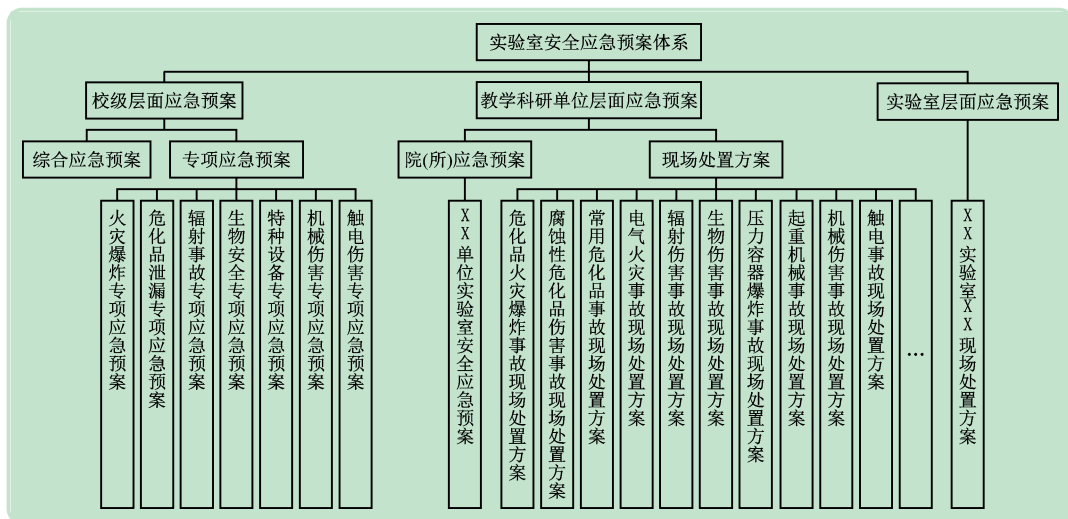 实验室安全应急预案体系
校级层面应急预案
教学科研单位层面应急预案
实验室层面应急预案
综合应急预案
专项应急预案
院(所)应急预案
现场处置方案
火灾爆炸专项应急预案
危化品泄漏专项应急预案
辐射事故专项应急预案
生物安全专项应急预案
特种设备专项应急预案
机械伤害专项应急预案
触电伤害专项应急预案
XX单位实验室安全应急预案
危化品火灾爆炸事故现场处置方案
腐蚀性危化品伤害事故现场处置方案
常用危化品事故现场处置方案
电气火灾事故现场处置方案
辐射伤害事故现场处置方案
生物伤害事故现场处置方案
压力容器爆炸事故现场处置方案
起重机械事故现场处置方案
机械伤害事故现场处置方案
触电事故现场处置方案
…
XX实验室XX现场处置方案